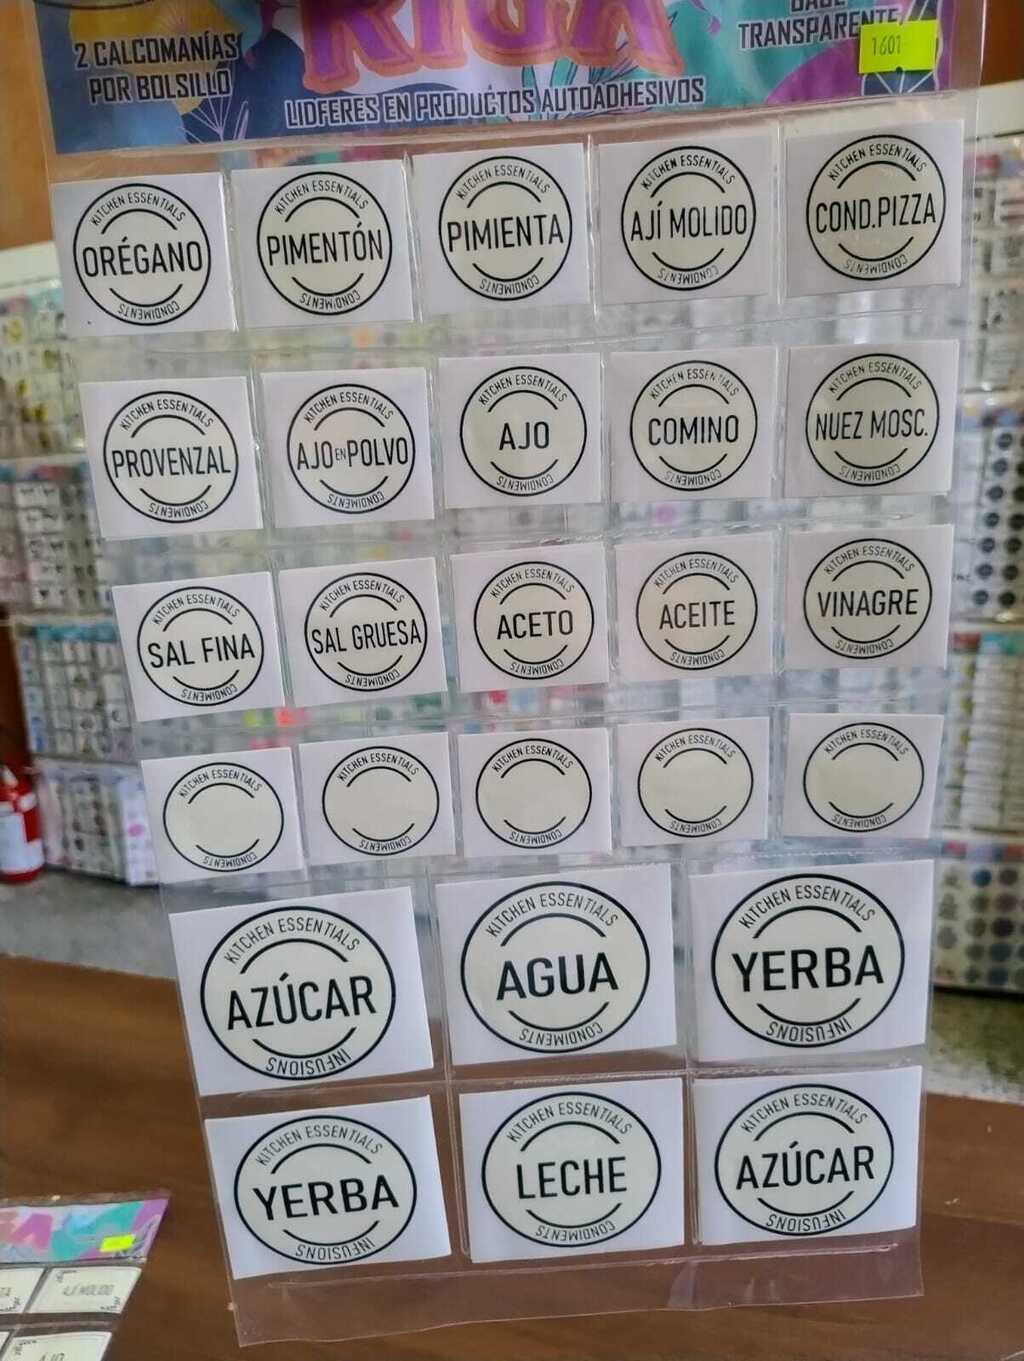 RIGA
2 CALCOMANÍAS
POR BOLSILLO
BASE
TRANSPARENTE
1601
LIDFERES EN PRODUCTOS AUTOADHESIVOS
KITCHEN ESSENTIALS
ORÉGANO
CONDIMENTS
KITCHEN ESSENTIALS
PIMENTÓN
CONDIMENTS
KITCHEN ESSENTIALS
PIMIENTA
CONDIMENTS
KITCHEN ESSENTIALS
AJÍ MOLIDO
CONDIMENTS
KITCHEN ESSENTIALS
COND.PIZZA
CONDIMENTS
KITCHEN ESSENTIALS
PROVENZAL
CONDIMENTS
KITCHEN ESSENTIALS
AJO EN POLVO
CONDIMENTS
KITCHEN ESSENTIALS
AJO
CONDIMENTS
KITCHEN ESSENTIALS
COMINO
CONDIMENTS
KITCHEN ESSENTIALS
NUEZ MOSC.
CONDIMENTS
KITCHEN ESSENTIALS
SAL FINA
CONDIMENTS
KITCHEN ESSENTIALS
SAL GRUESA
CONDIMENTS
KITCHEN ESSENTIALS
ACETO
CONDIMENTS
KITCHEN ESSENTIALS
ACEITE
CONDIMENTS
KITCHEN ESSENTIALS
VINAGRE
CONDIMENTS
KITCHEN ESSENTIALS
CONDIMENTS
KITCHEN ESSENTIALS
CONDIMENTS
KITCHEN ESSENTIALS
CONDIMENTS
KITCHEN ESSENTIALS
CONDIMENTS
KITCHEN ESSENTIALS
CONDIMENTS
KITCHEN ESSENTIALS
AZÚCAR
INFUSIONS
KITCHEN ESSENTIALS
AGUA
CONDIMENTS
KITCHEN ESSENTIALS
YERBA
INFUSIONS
KITCHEN ESSENTIALS
YERBA
INFUSIONS
KITCHEN ESSENTIALS
LECHE
CONDIMENTS
KITCHEN ESSENTIALS
AZÚCAR
INFUSIONS
AJÍ MOLIDO
AJO